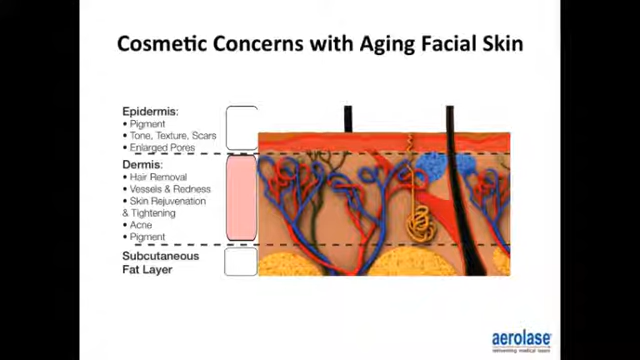 Cosmetic Concerns with Aging Facial Skin
Epidermis:
• Pigment
• Tone, Texture, Scars
• Enlarged Pores
Dermis:
• Hair Removal
• Vessels & Redness
• Skin Rejuvenation
& Tightening
• Acne
• Pigment
Subcutaneous
Fat Layer
aerolase
reinventing medical lasers